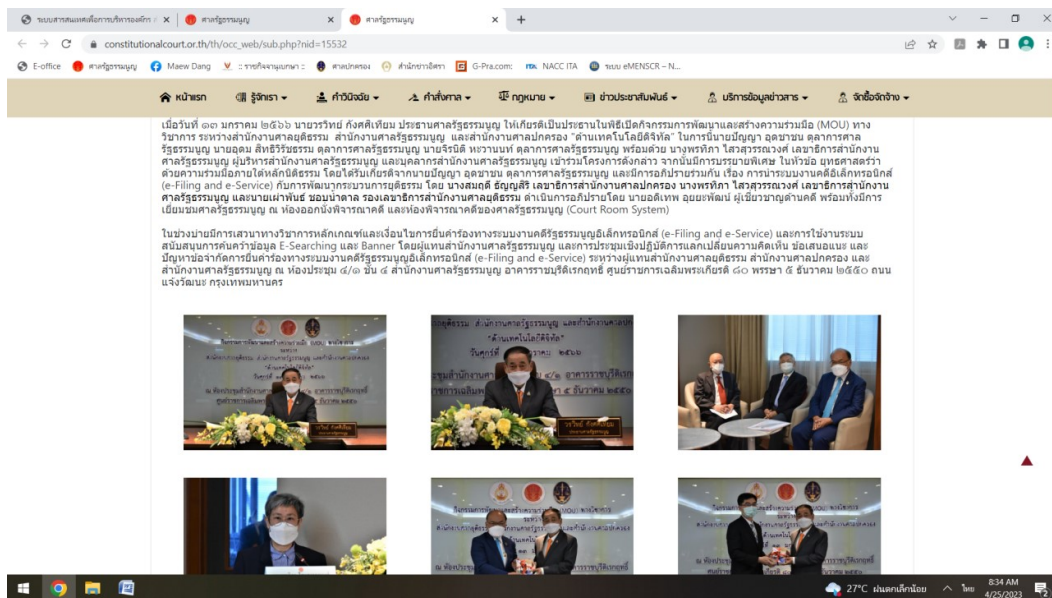 ระบบสารสนเทศเพื่อการบริหารองค์กร
ศาลรัฐธรรมนูญ
ศาลรัฐธรรมนูญ
constitutionalcourt.or.th/th/occ_web/sub.php?nid=15532
E-office ศาลรัฐธรรมนูญ Maew Dang :: ราชกิจจานุเบกษา :: ศาลปกครอง สำนักข่าวอิศรา G-Pra.com: NACC ITA ระบบ eMENSCR – N...
หน้าแรก รู้จักเรา คำวินิจฉัย คำสั่งศาล กฎหมาย ข่าวประชาสัมพันธ์ บริการข้อมูลข่าวสาร จัดซื้อจัดจ้าง
เมื่อวันที่ ๑๓ มกราคม ๒๕๖๖ นายวรวิทย์ กังศศิเทียม ประธานศาลรัฐธรรมนูญ ให้เกียรติเป็นประธานในพิธีเปิดกิจกรรมการพัฒนาและสร้างความร่วมมือ (MOU) ทาง
วิชาการ ระหว่างสำนักงานศาลยุติธรรม สำนักงานศาลรัฐธรรมนูญ และสำนักงานศาลปกครอง "ด้านเทคโนโลยีดิจิทัล" ในการนี้นายปัญญา อุดชาชน ตุลาการศาล
รัฐธรรมนูญ นายอุดม สิทธิวิรัชธรรม ตุลาการศาลรัฐธรรมนูญ นายจิรนิติ หะวานนท์ ตุลาการศาลรัฐธรรมนูญ พร้อมด้วย นางพรทิภา ไสวสุวรรณวงศ์ เลขาธิการสำนักงาน
ศาลรัฐธรรมนูญ ผู้บริหารสำนักงานศาลรัฐธรรมนูญ และบุคลากรสำนักงานศาลรัฐธรรมนูญ เข้าร่วมโครงการดังกล่าว จากนั้นมีการบรรยายพิเศษ ในหัวข้อ ยุทธศาสตร์ว่า
ด้วยความร่วมมือภายใต้หลักนิติธรรม โดยได้รับเกียรติจากนายปัญญา อุดชาชน ตุลาการศาลรัฐธรรมนูญ และมีการอภิปรายร่วมกัน เรื่อง การนำระบบงานคดีอิเล็กทรอนิกส์
(e-Filing and e-Service) กับการพัฒนากระบวนการยุติธรรม โดย นางสมฤดี ธัญญสิริ เลขาธิการสำนักงานศาลปกครอง นางพรทิภา ไสวสุวรรณวงศ์ เลขาธิการสำนักงาน
ศาลรัฐธรรมนูญ และนายเผ่าพันธ์ ชอบน้ำตาล รองเลขาธิการสำนักงานศาลยุติธรรม ดำเนินการอภิปรายโดย นายอดิเทพ อุยยะพัฒน์ ผู้เชี่ยวชาญด้านคดี พร้อมทั้งมีการ
เยี่ยมชมศาลรัฐธรรมนูญ ณ ห้องออกนั่งพิจารณาคดี และห้องพิจารณาคดีของศาลรัฐธรรมนูญ (Court Room System)
ในช่วงบ่ายมีการเสวนาทางวิชาการหลักเกณฑ์และเงื่อนไขการยื่นคำร้องทางระบบงานคดีรัฐธรรมนูญอิเล็กทรอนิกส์ (e-Filing and e-Service) และการใช้งานระบบ
สนับสนุนการค้นคว้าข้อมูล E-Searching และ Banner โดยผู้แทนสำนักงานศาลรัฐธรรมนูญ และการประชุมเชิงปฏิบัติการแลกเปลี่ยนความคิดเห็น ข้อเสนอแนะ และ
ปัญหาข้อจำกัดการยื่นคำร้องทางระบบงานคดีรัฐธรรมนูญอิเล็กทรอนิกส์ (e-Filing and e-Service) ระหว่างผู้แทนสำนักงานศาลยุติธรรม สำนักงานศาลปกครอง และ
สำนักงานศาลรัฐธรรมนูญ ณ ห้องประชุม ๔/๑ ชั้น ๔ สำนักงานศาลรัฐธรรมนูญ อาคารราชบุรีดิเรกฤทธิ์ ศูนย์ราชการเฉลิมพระเกียรติ ๘๐ พรรษา ๕ ธันวาคม ๒๕๕๐ ถนน
แจ้งวัฒนะ กรุงเทพมหานคร
27°C ฝนตกเล็กน้อย ไทย 8:34 AM
4/25/2023